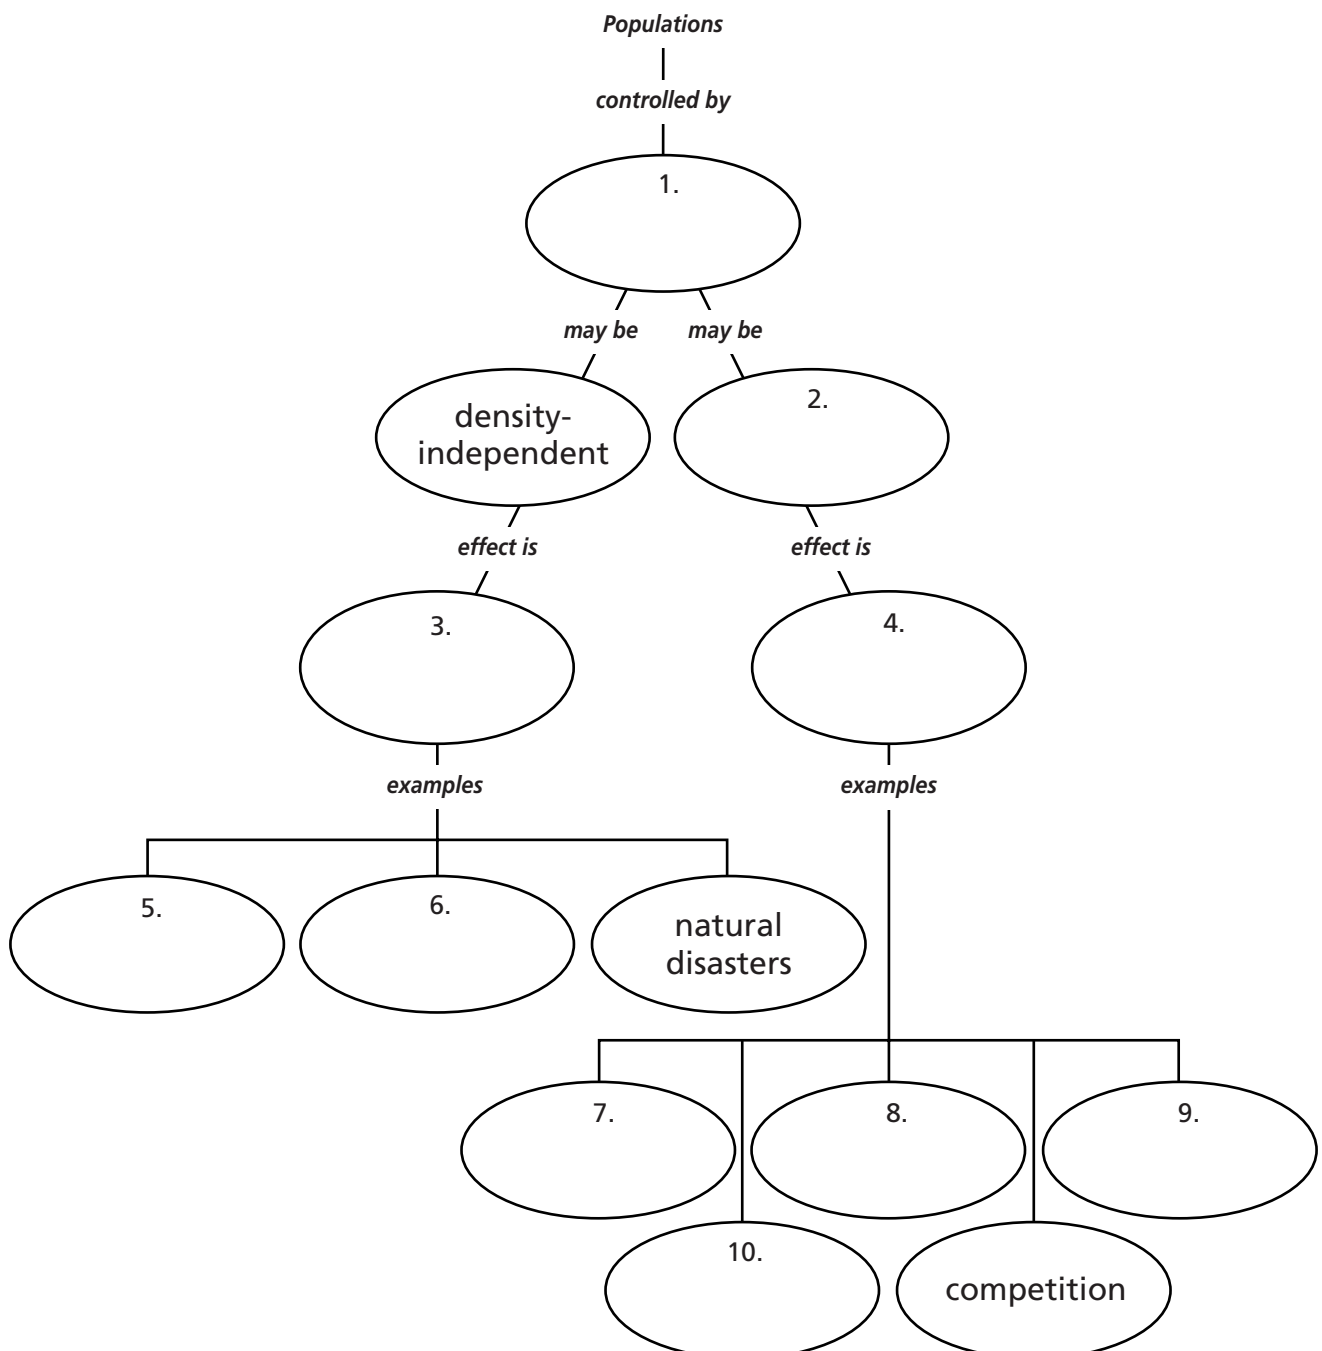 Populations
controlled by
1.
may be may be
density-
independent
2.
effect is effect is
3.
4.
examples examples
5.
6.
natural
disasters
7.
8.
9.
10.
competition